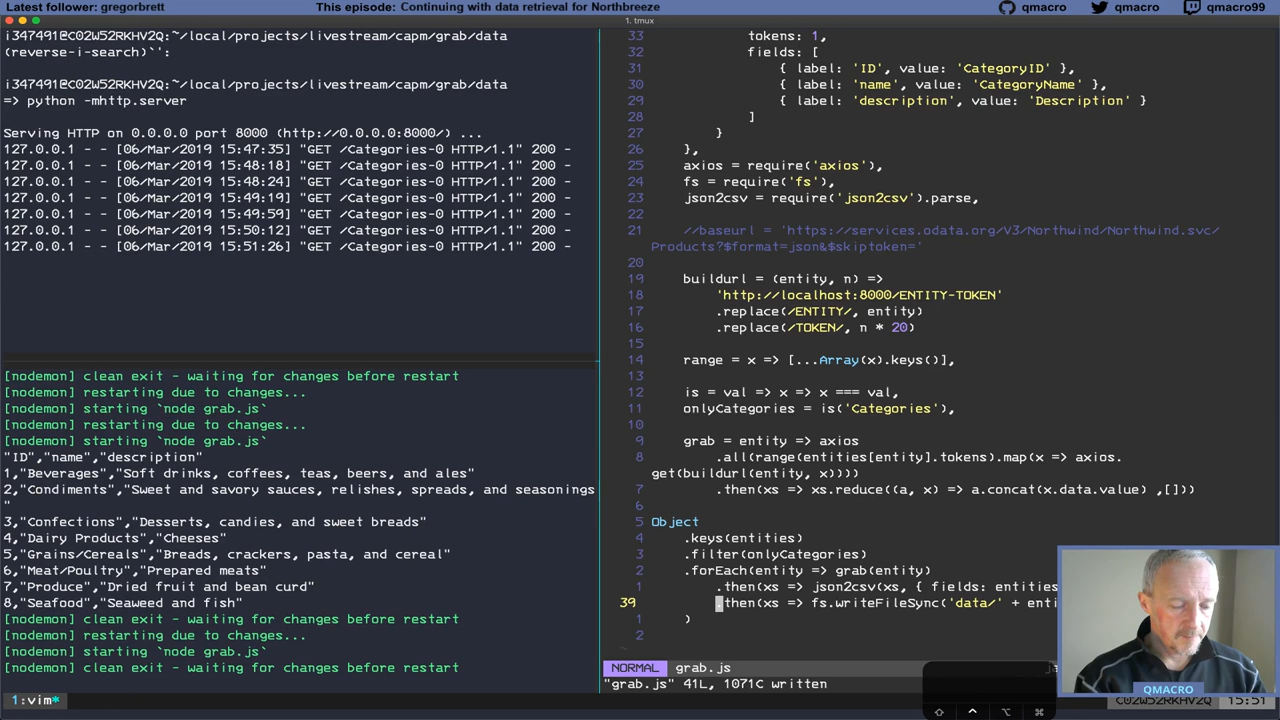 Latest follower: gregorbrett
This episode: Continuing with data retrieval for Northbreeze
qmacro
qmacro
qmacro99
1. tmux
i347491@C02W52RKHV2Q:~/local/projects/livestream/capm/grab/data
(reverse-i-search)`':
i347491@C02W52RKHV2Q:~/local/projects/livestream/capm/grab/data
=> python -mhttp.server
Serving HTTP on 0.0.0.0 port 8000 (http://0.0.0.0:8000/) ...
127.0.0.1 - - [06/Mar/2019 15:47:35] "GET /Categories-0 HTTP/1.1" 200 -
127.0.0.1 - - [06/Mar/2019 15:48:18] "GET /Categories-0 HTTP/1.1" 200 -
127.0.0.1 - - [06/Mar/2019 15:48:24] "GET /Categories-0 HTTP/1.1" 200 -
127.0.0.1 - - [06/Mar/2019 15:49:19] "GET /Categories-0 HTTP/1.1" 200 -
127.0.0.1 - - [06/Mar/2019 15:49:59] "GET /Categories-0 HTTP/1.1" 200 -
127.0.0.1 - - [06/Mar/2019 15:50:12] "GET /Categories-0 HTTP/1.1" 200 -
127.0.0.1 - - [06/Mar/2019 15:51:26] "GET /Categories-0 HTTP/1.1" 200 -
[nodemon] clean exit - waiting for changes before restart
[nodemon] restarting due to changes...
[nodemon] starting `node grab.js`
[nodemon] restarting due to changes...
[nodemon] starting `node grab.js`
"ID","name","description"
1,"Beverages","Soft drinks, coffees, teas, beers, and ales"
2,"Condiments","Sweet and savory sauces, relishes, spreads, and seasonings
"
3,"Confections","Desserts, candies, and sweet breads"
4,"Dairy Products","Cheeses"
5,"Grains/Cereals","Breads, crackers, pasta, and cereal"
6,"Meat/Poultry","Prepared meats"
7,"Produce","Dried fruit and bean curd"
8,"Seafood","Seaweed and fish"
[nodemon] clean exit - waiting for changes before restart
[nodemon] restarting due to changes...
[nodemon] starting `node grab.js`
[nodemon] clean exit - waiting for changes before restart
33 tokens: 1,
32 fields: [
31 { label: 'ID', value: 'CategoryID' },
30 { label: 'name', value: 'CategoryName' },
29 { label: 'description', value: 'Description' }
28 ]
27 }
26 },
25 axios = require('axios'),
24 fs = require('fs'),
23 json2csv = require('json2csv').parse,
22
21 //baseurl = 'https://services.odata.org/V3/Northwind/Northwind.svc/
Products?$format=json&$skiptoken='
20
19 buildurl = (entity, n) =>
18 'http://localhost:8000/ENTITY-TOKEN'
17 .replace(/ENTITY/, entity)
16 .replace(/TOKEN/, n * 20)
15
14 range = x => [...Array(x).keys()],
13
12 is = val => x => x === val,
11 onlyCategories = is('Categories'),
10
9 grab = entity => axios
8 .all(range(entities[entity].tokens).map(x => axios.
get(buildurl(entity, x))))
7 .then(xs => xs.reduce((a, x) => a.concat(x.data.value) ,[]))
6
5 Object
4 .keys(entities)
3 .filter(onlyCategories)
2 .forEach(entity => grab(entity)
1 .then(xs => json2csv(xs, { fields: entities
39 .then(xs => fs.writeFileSync('data/' + enti
1 )
2
~
NORMAL grab.js
"grab.js" 41L, 1071C written
QMACRO
1:vim*
C02W52RKHV2Q 15:51